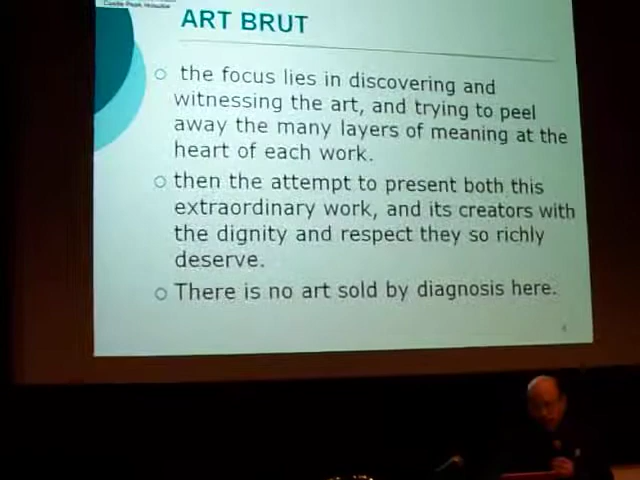 ART BRUT
the focus lies in discovering and
witnessing the art, and trying to peel
away the many layers of meaning at the
heart of each work.
then the attempt to present both this
extraordinary work, and its creators with
the dignity and respect they so richly
deserve.
There is no art sold by diagnosis here.